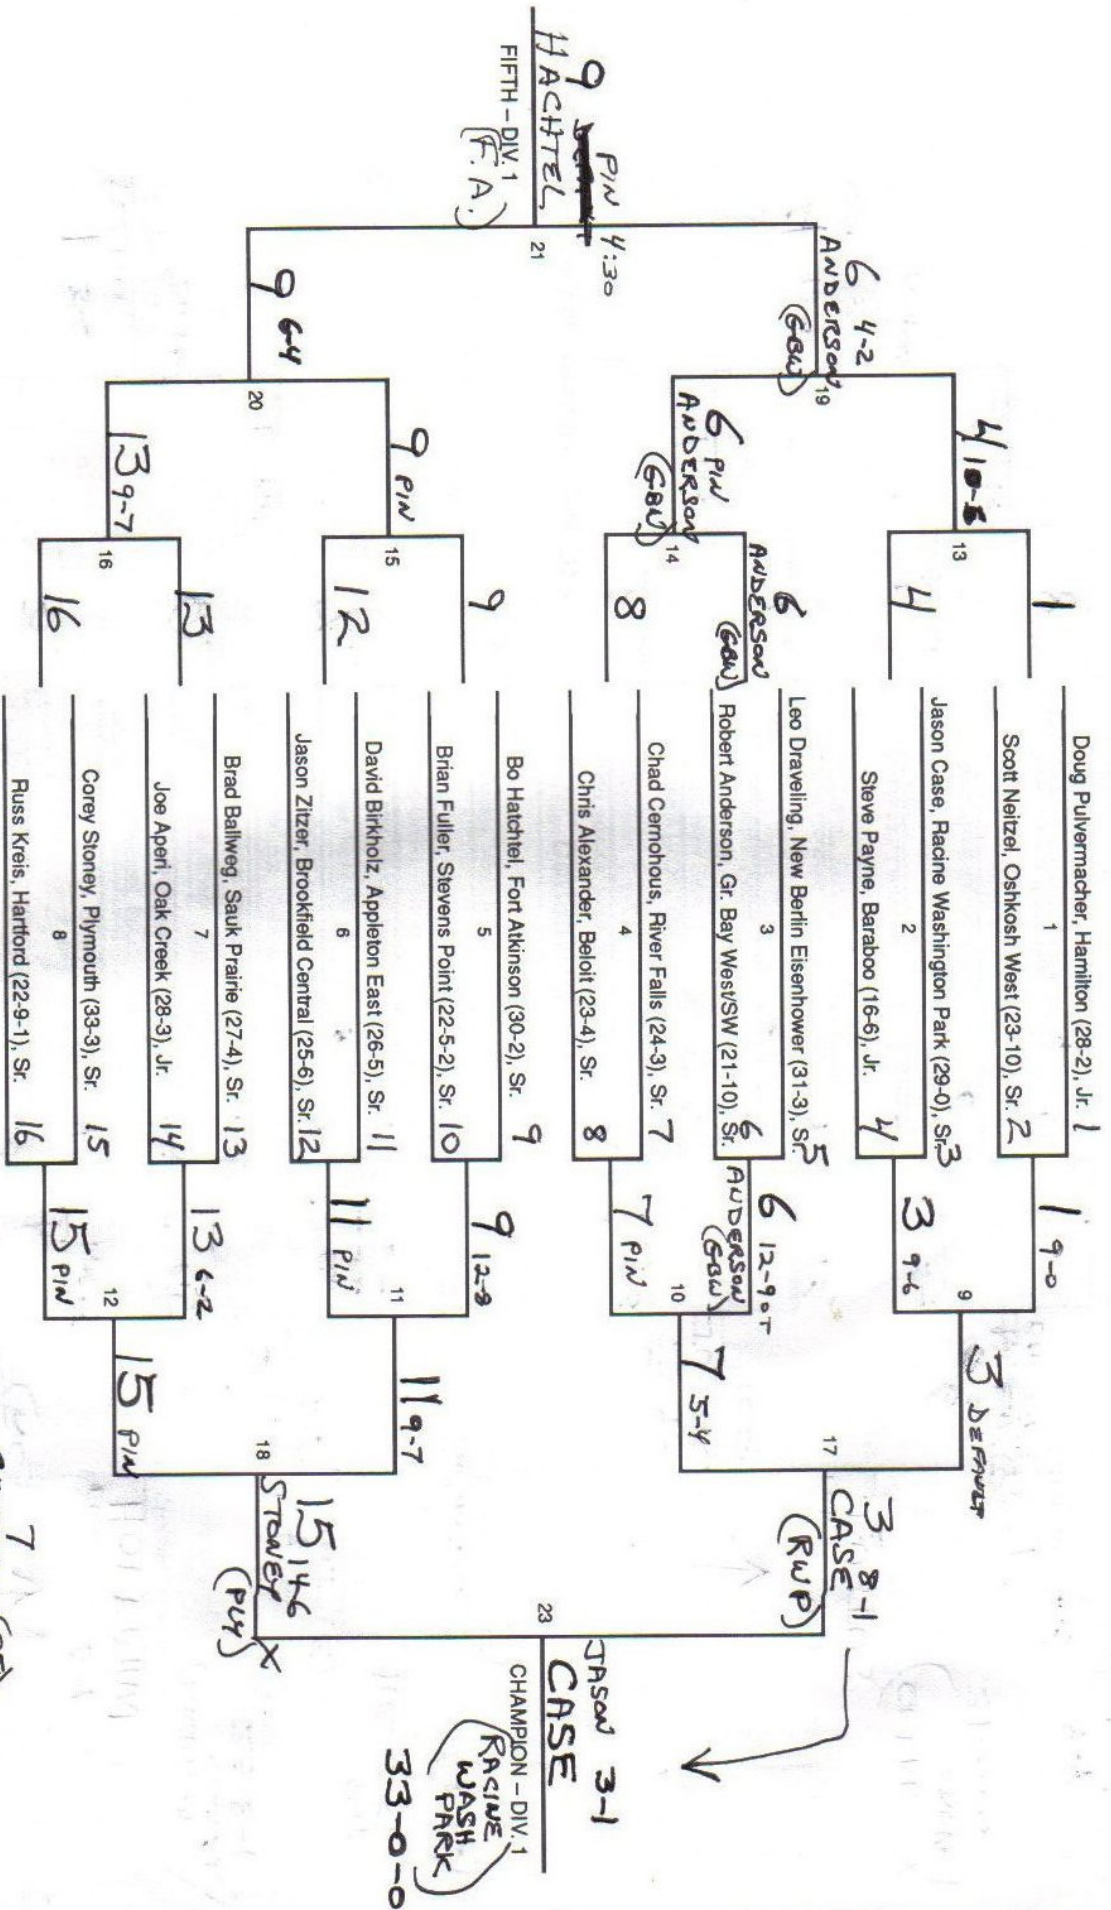 Doug Pulvermacher, Hamilton (28-2), Jr. 1
1
Scott Neitzel, Oshkosh West (23-10), Sr. 2
Jason Case, Racine Washington Park (29-0), Sr. 3
2
Steve Payne, Baraboo (16-6), Jr. 4
Leo Draveling, New Berlin Eisenhower (31-3), Sr. 5
3
Robert Anderson, Gr. Bay West/SW (21-10), Sr. 6
Chad Cernohous, River Falls (24-3), Sr. 7
4
Chris Alexander, Beloit (23-4), Sr. 8
Bo Hatchtel, Fort Atkinson (30-2), Sr. 9
5
Brian Fuller, Stevens Point (22-5-2), Sr. 10
David Birkholz, Appleton East (26-5), Sr. 11
6
Jason Zitzer, Brookfield Central (25-6), Sr. 12
Brad Ballweg, Sauk Prairie (27-4), Sr. 13
7
Joe Aperi, Oak Creek (28-3), Jr. 14
Corey Stoney, Plymouth (33-3), Sr. 15
8
Russ Kreis, Hartford (22-9-1), Sr. 16
1 9-0
9
3 9-6
6 12-9 OT
ANDERSON
(GBW)
10
7 PIN
9 12-8
11
11 PIN
13 6-2
12
15 PIN
3 DEFAULT
17
7 5-4
11 9-7
18
15 PIN
3 8-1
CASE
(RWP)
23
15 14-6
STONEY
(PLY) X
JASON 3-1
CASE
CHAMPION – DIV. 1
(RACINE
WASH
PARK)
33-0-0
7
1
13
4
6
ANDERSON
(GBW)
14
8
9
15
12
13
16
16
4 10-
19
6 PIN
ANDERSON
(GBW)
9 PIN
20
13 9-7
6 4-2
ANDERSON
(GBW)
21
9 6-4
9 PIN 4:30
HACHTEL
FIFTH – DIV. 1
(F.A.)